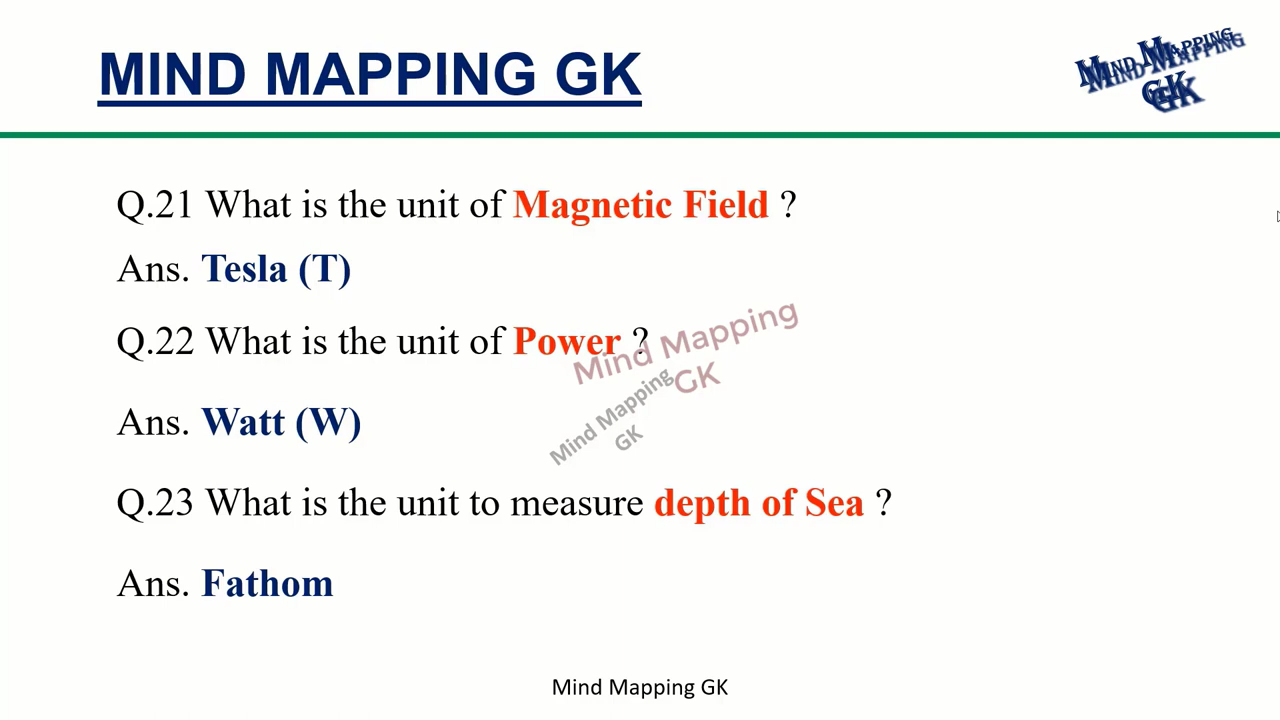 MIND MAPPING GK
MIND MAPPING
GK
Q.21 What is the unit of Magnetic Field ?
Ans. Tesla (T)
Q.22 What is the unit of Power ?
Mind Mapping
GK
Mind Mapping
GK
Ans. Watt (W)
Q.23 What is the unit to measure depth of Sea ?
Ans. Fathom
Mind Mapping GK